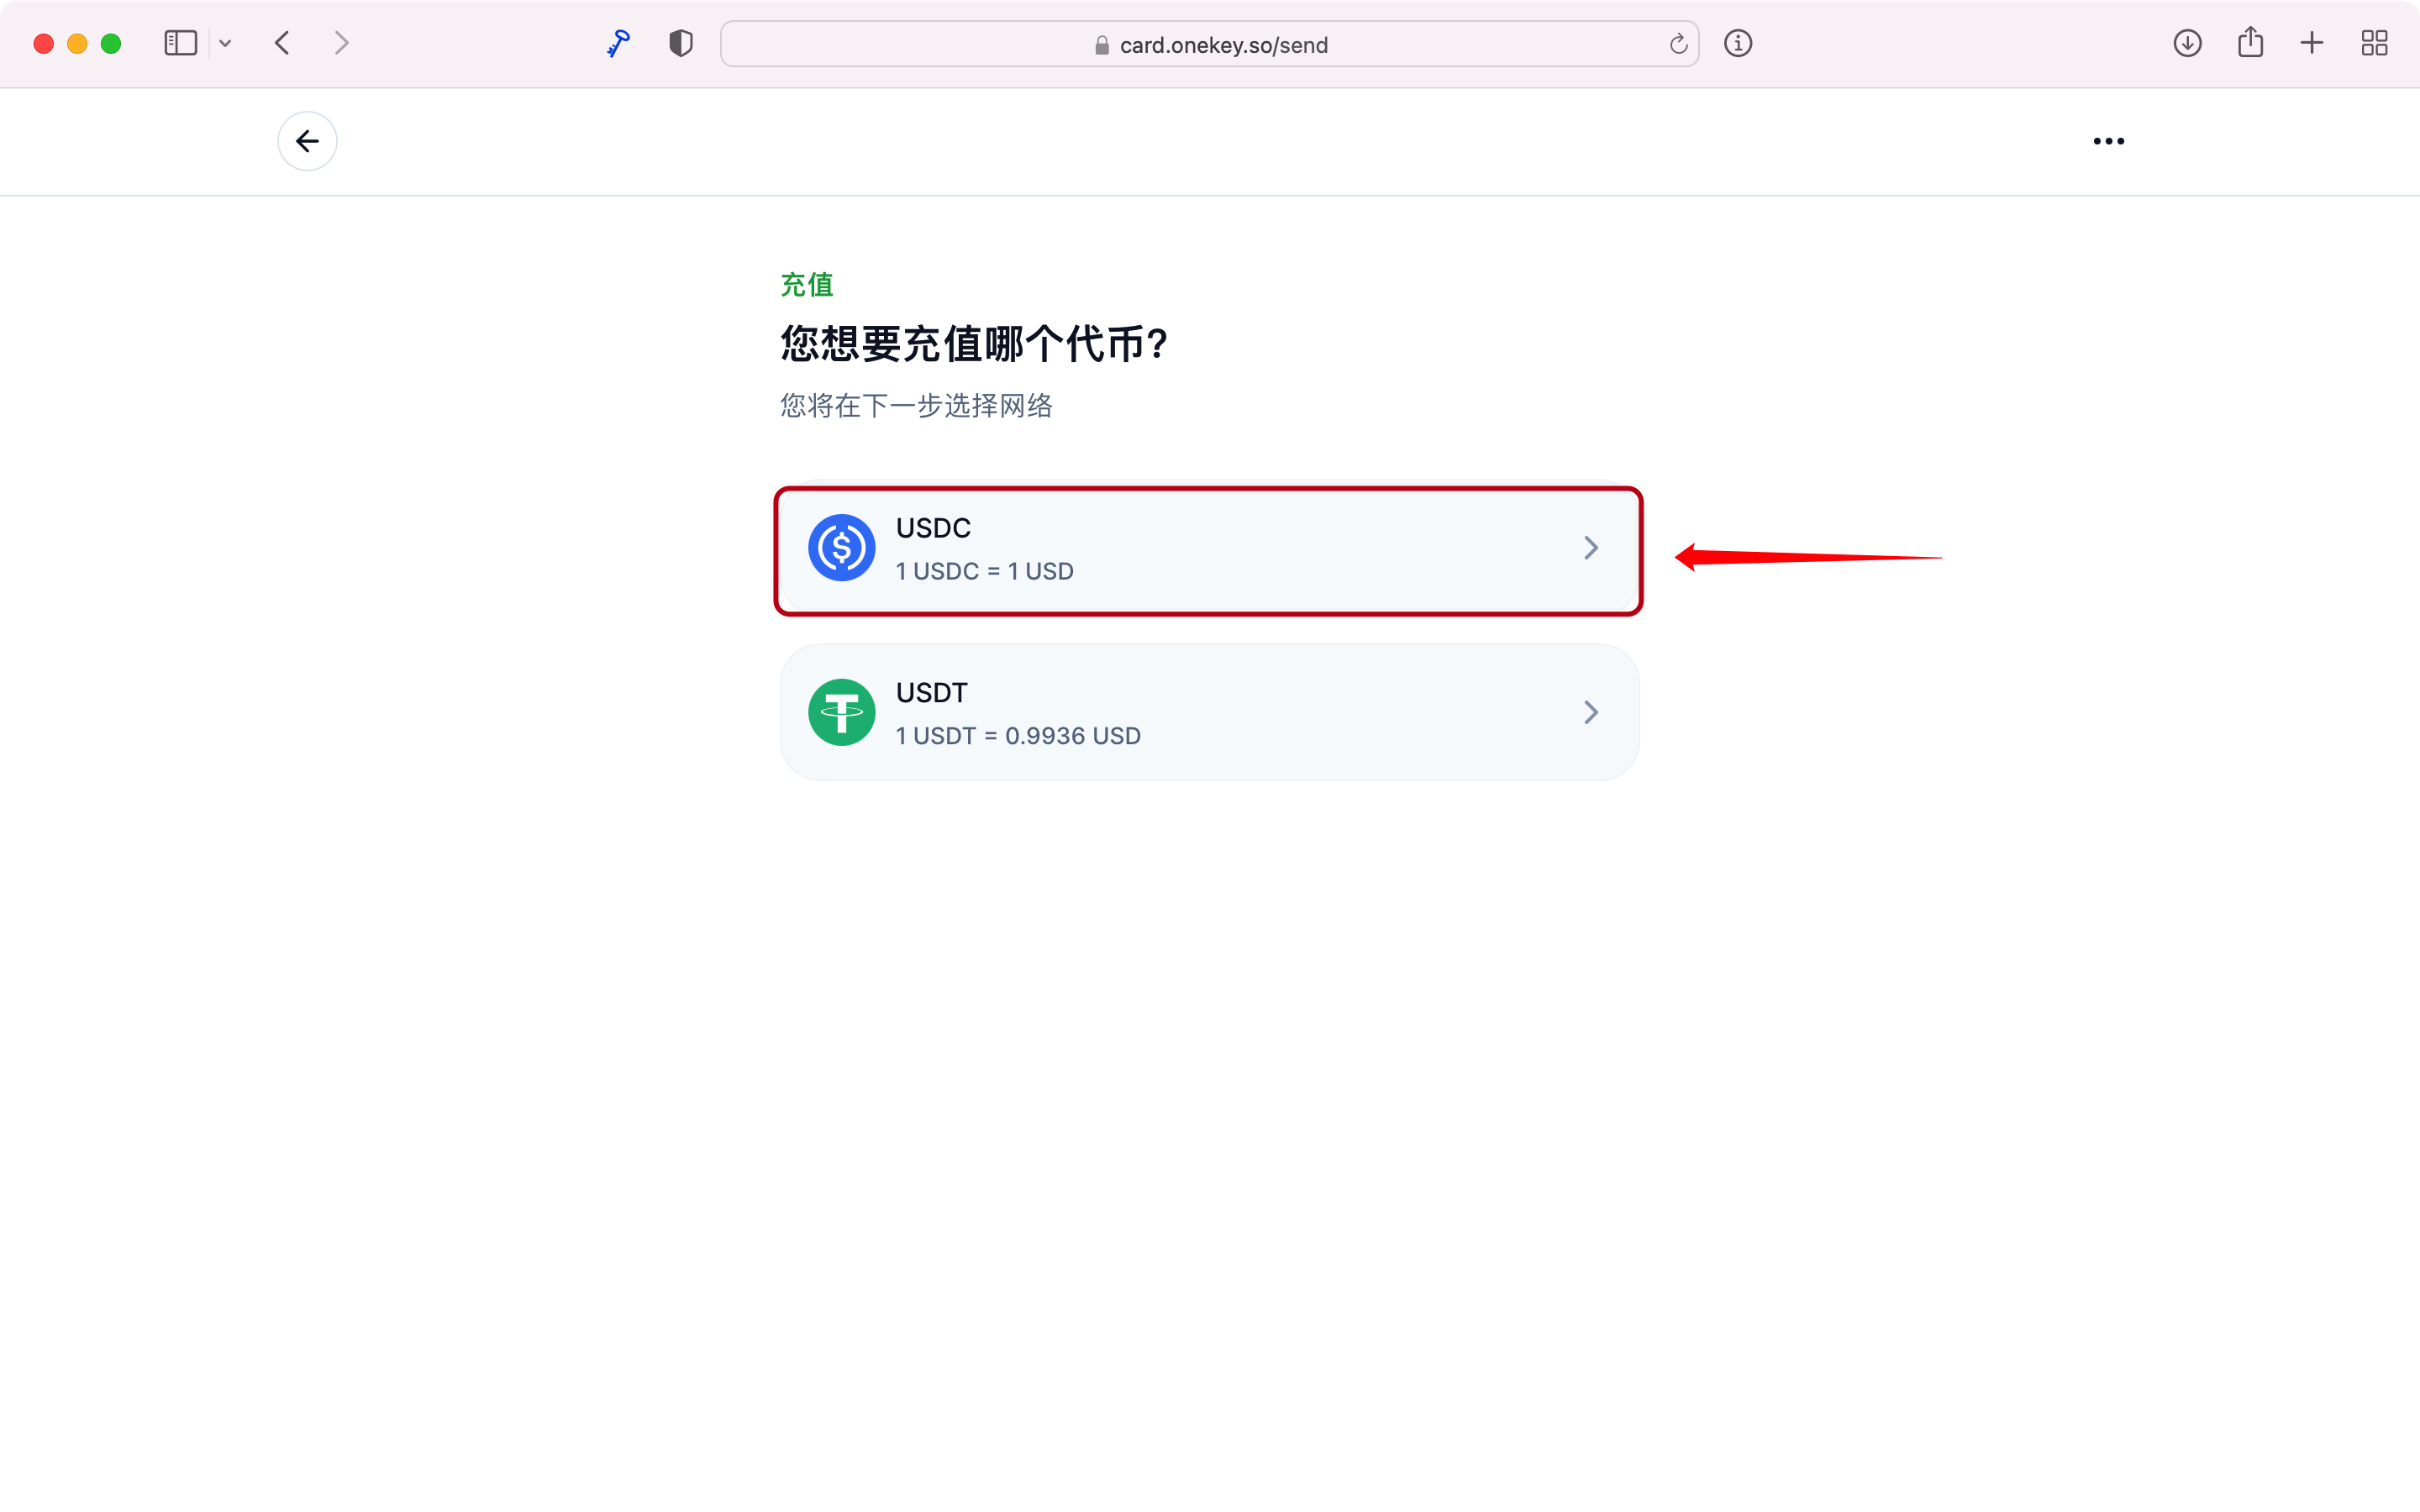 card.onekey.so/send
充值
您想要充值哪个代币?
您将在下一步选择网络
USDC
1 USDC = 1 USD
USDT
1 USDT = 0.9936 USD